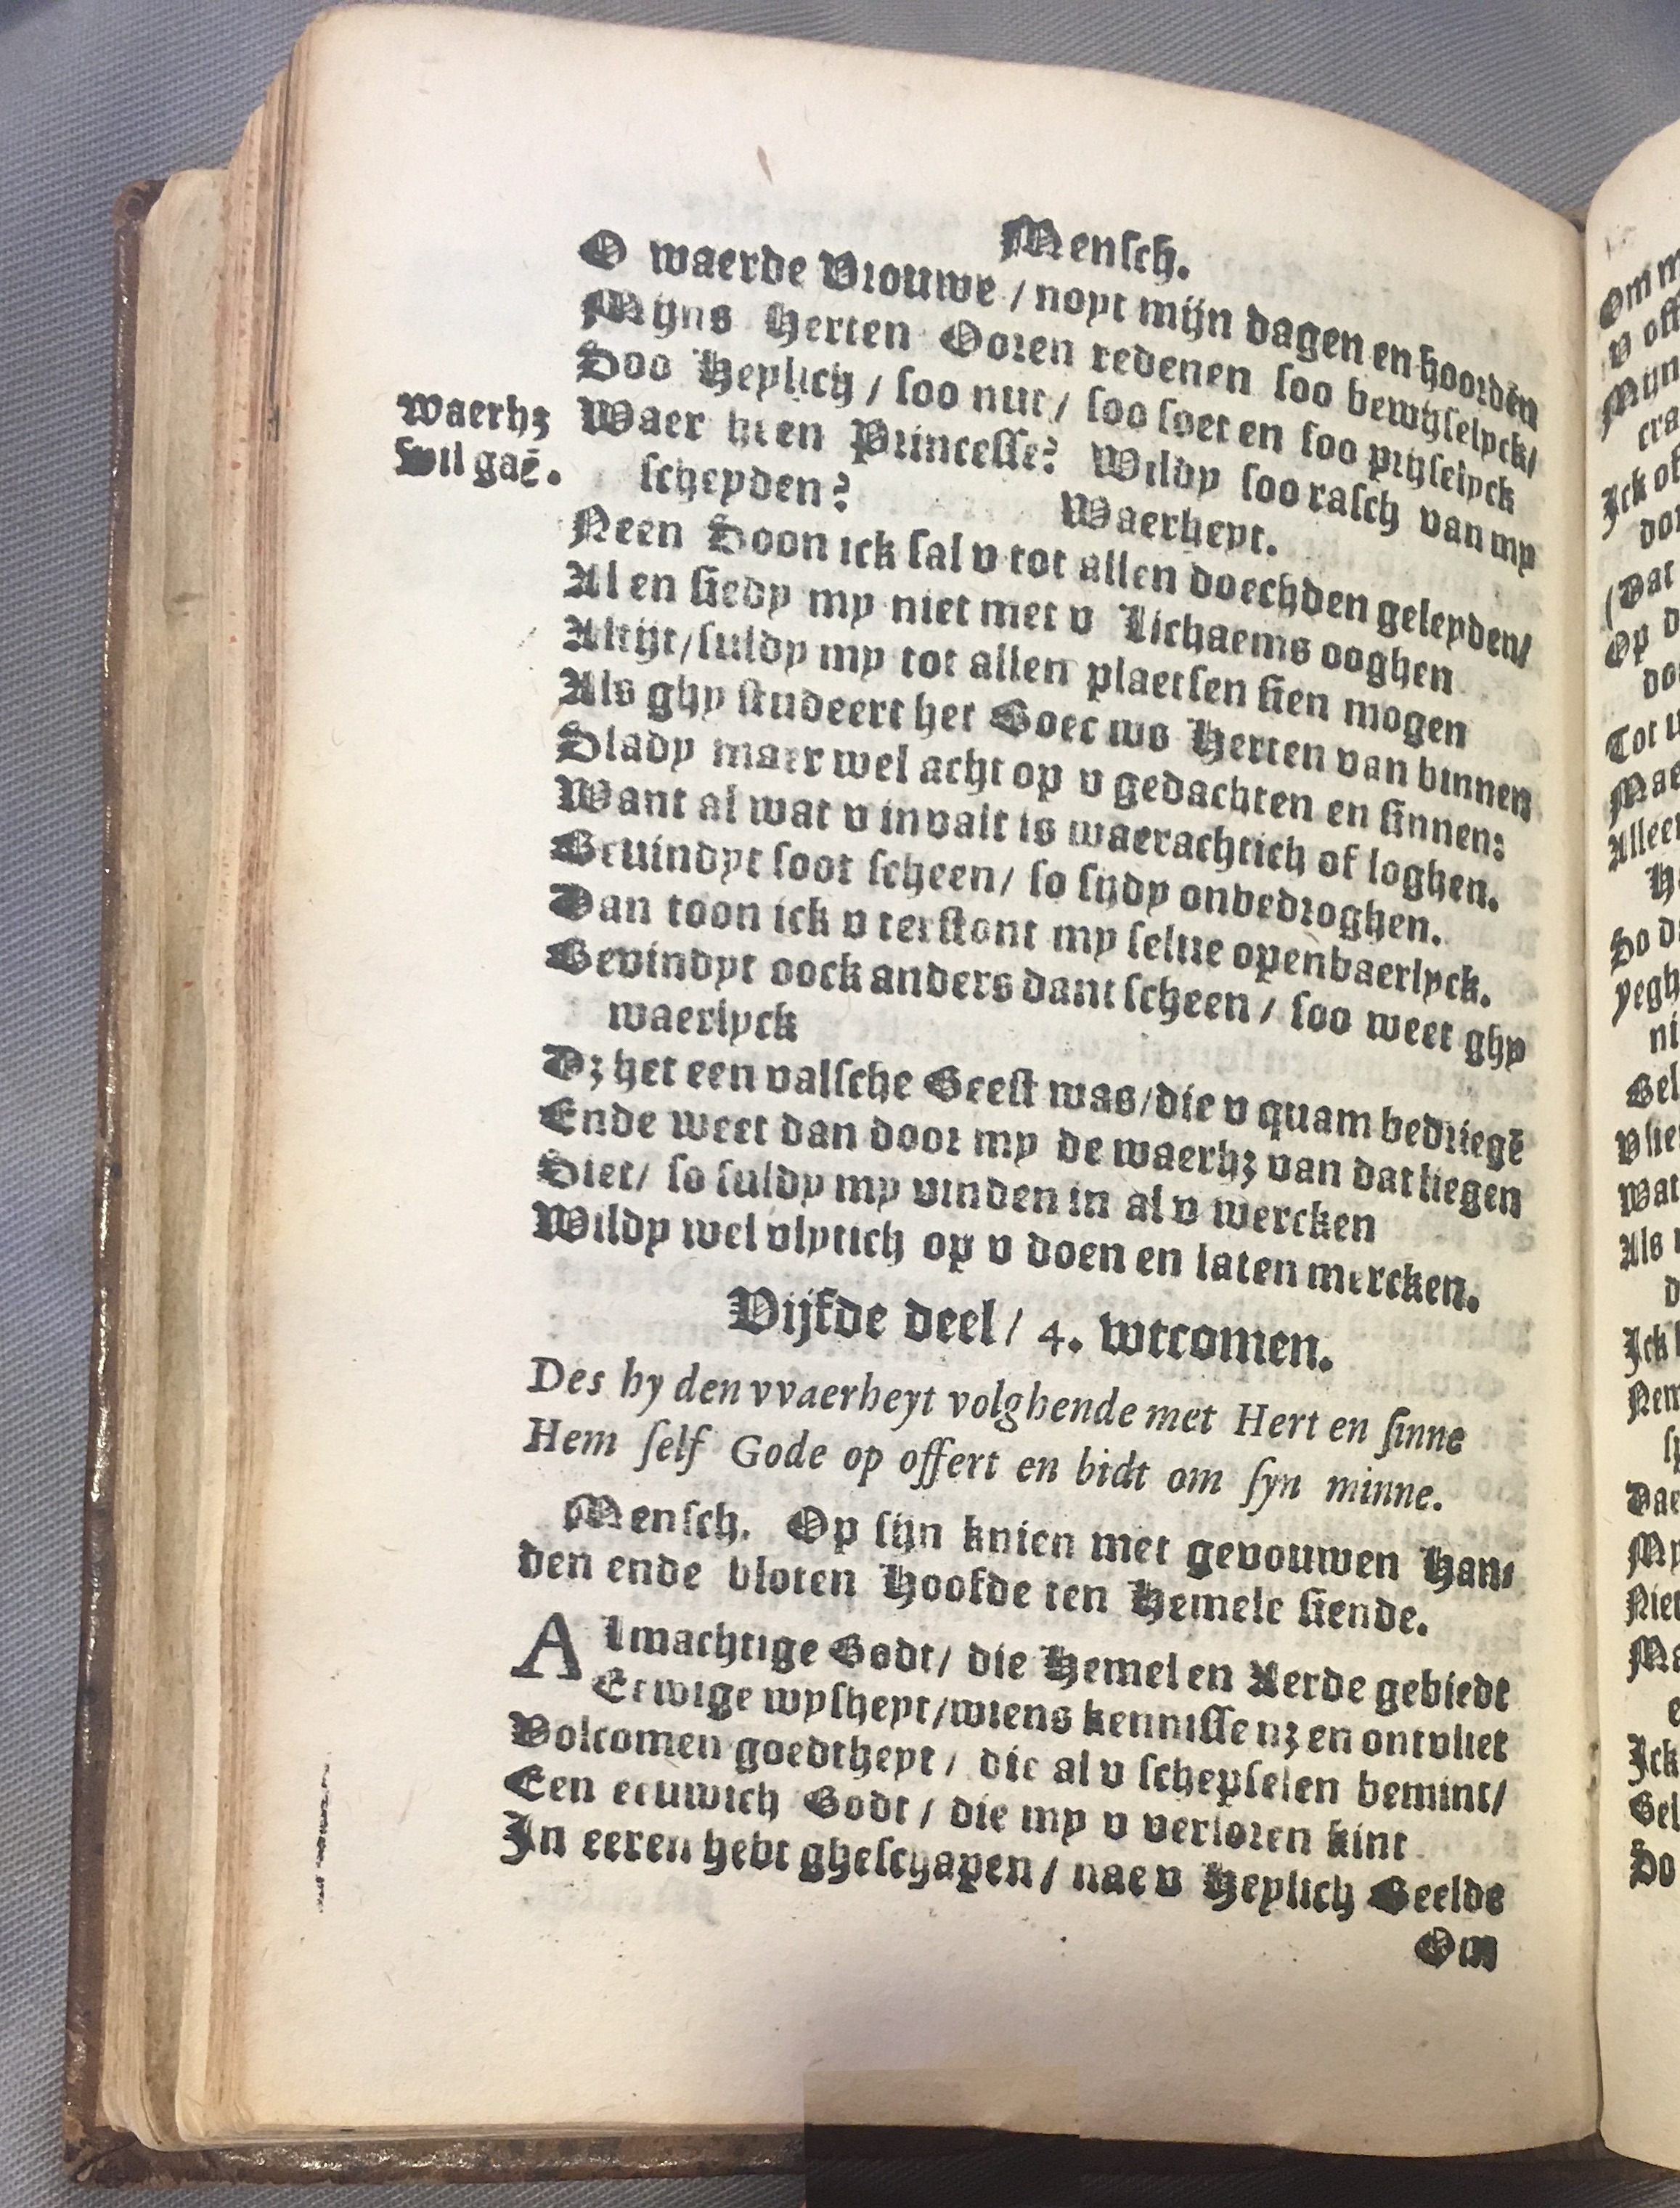 Mensch.
O waerde Vrouwe / noyt mijn dagen en hoordẽ
Mijns Herten Ooren redenen soo bewyselyck/
Soo Heylich / soo nut / soo soet en soo pryselyck
Waer heen Princesse? Wildy soo rasch van my
scheyden?
Waerhꝫ
wil gaẽ.
Waerheyt.
Neen Soon ick sal v tot allen doechden geleyden/
Al en siedy my niet met v Lichaems ooghen
Altijt/suldy my tot allen plaetsen sien mogen
Als ghy studeert het Boec uws Herten van binnen
Slady maer wel acht op v gedachten en sinnen:
Want al wat v invalt is waerachtich of loghen.
Bevindyt soot scheen/ so sydy onbedroghen.
Dan toon ick v terstont my selve openbaerlyck.
Bevindyt oock anders dant scheen / soo weet ghy
waerlyck
Dꝫ het een valsche Geest was/die v quam bedriegẽ
Ende weet dan door my de waerhꝫ van dat liegen
Siet/ so suldy my vinden in al v wercken
Wildy wel vlytich op v doen en laten mercken.
Vijfde deel / 4. wtcomen.
Des hy den vvaerheyt volghende met Hert en sinne
Hem self Gode op offert en bidt om syn minne.
Mensch. Op sijn knien met gevouwen Han-
den ende bloten Hoofde ten Hemele siende.
Almachtige Godt/ die Hemel en Aerde gebiedt
Eewige wysheyt/wiens kennisse nꝫ en ontvliet
Volcomen goedtheyt / die al v schepselen bemint/
Een eeuwich Godt / die my v verloren kint
In eeren hebt gheschapen / nae v Heylich Beelde
Om